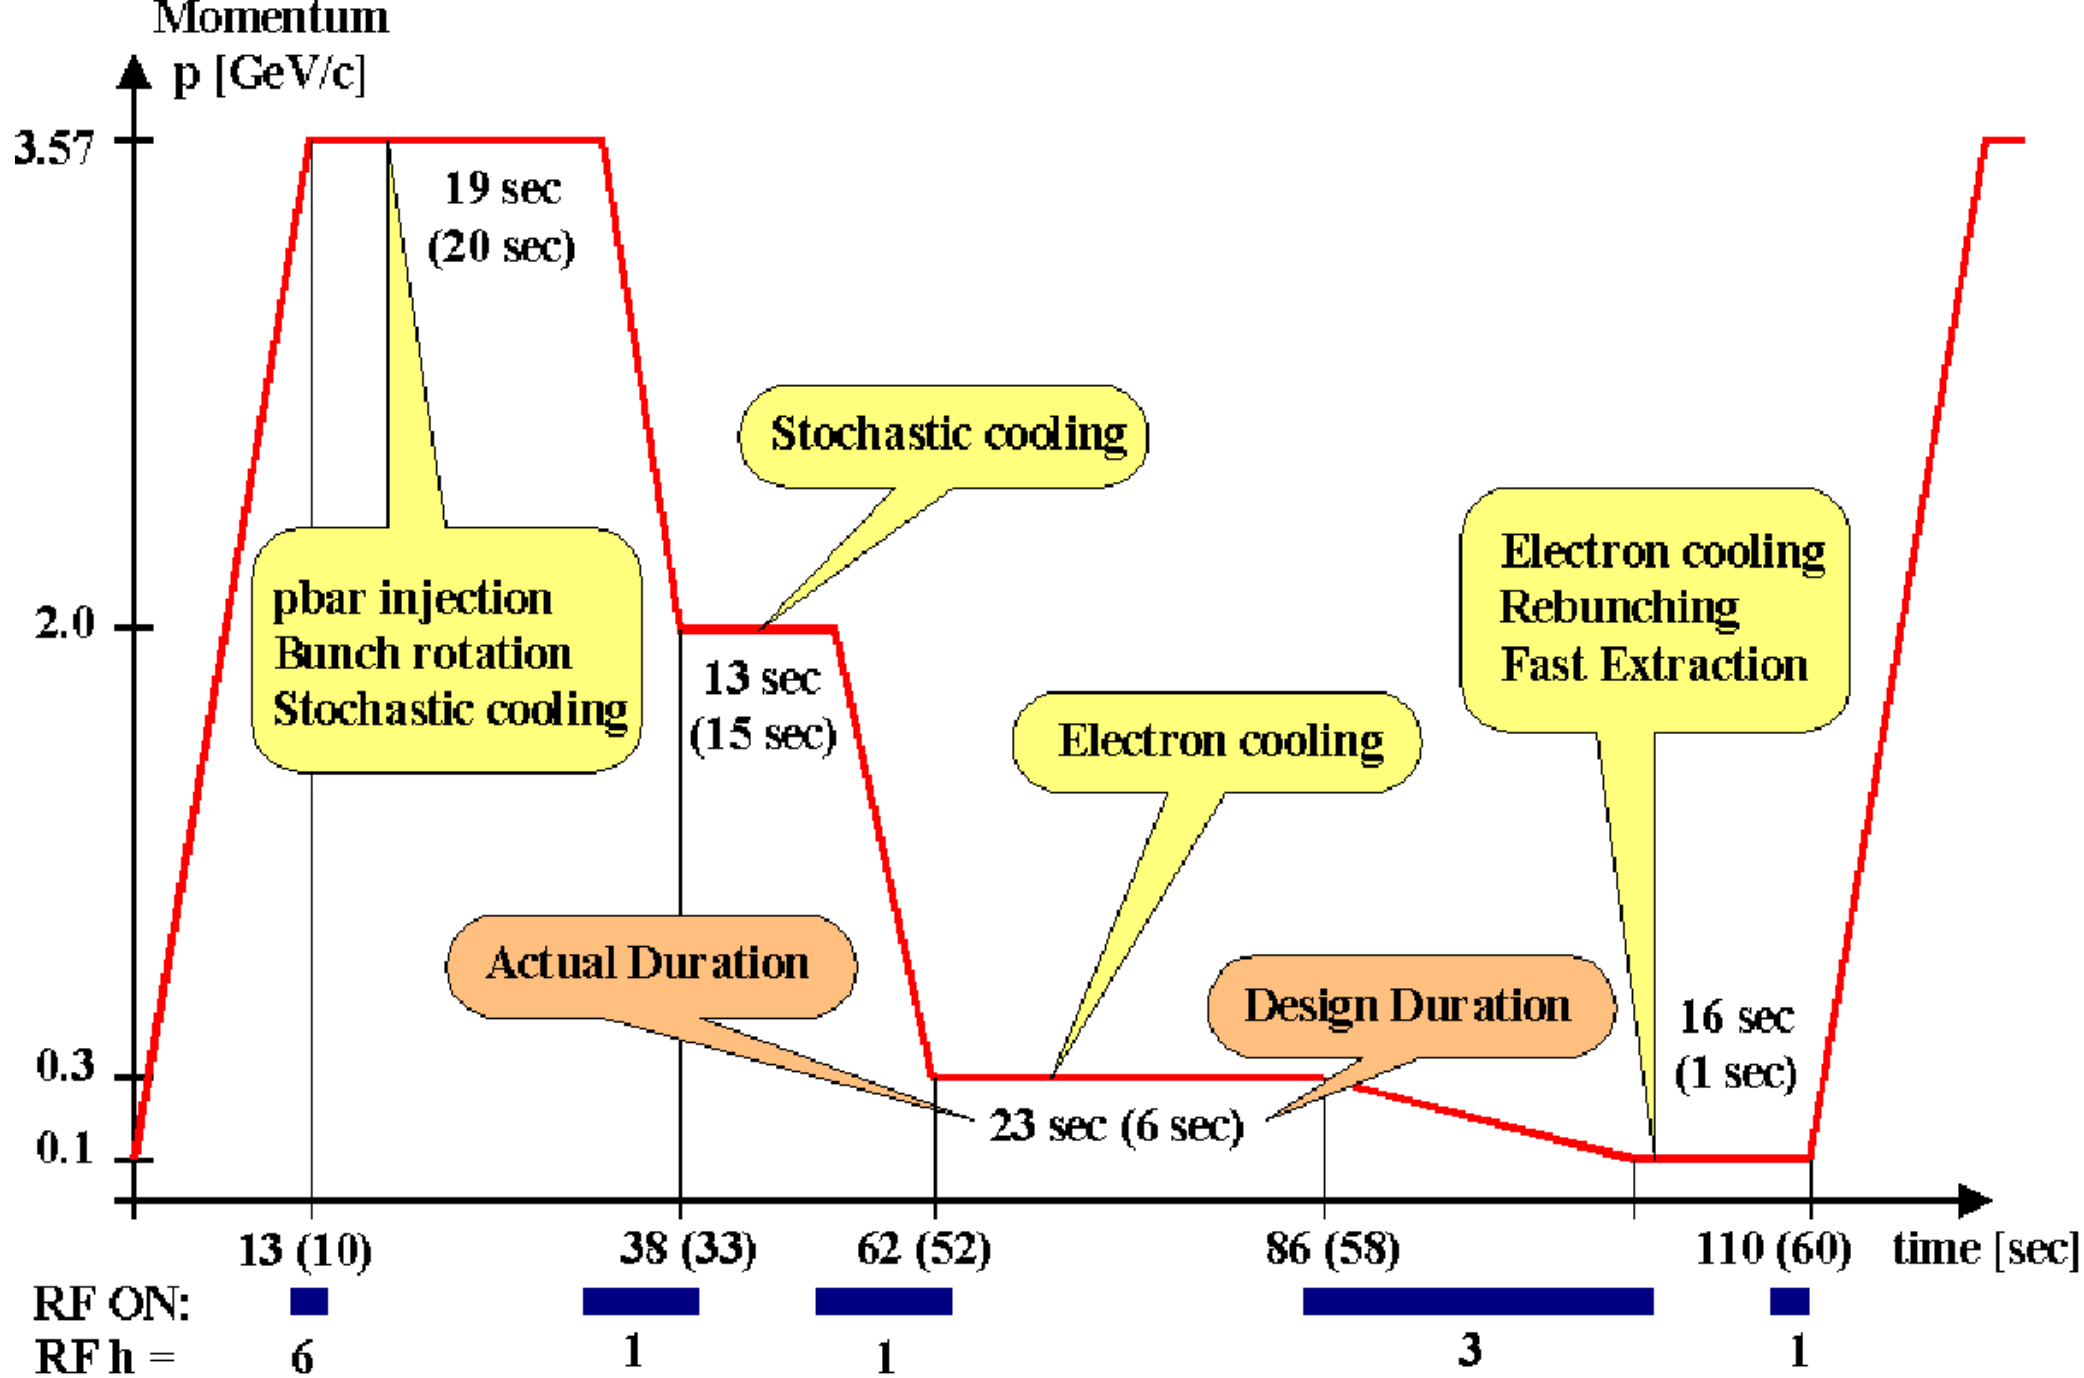 Momentum
p [GeV/c]
3.57
19 sec
(20 sec)
Stochastic cooling
Electron cooling
Rebunching
Fast Extraction
pbar injection
Bunch rotation
Stochastic cooling
2.0
13 sec
(15 sec)
Electron cooling
Actual Duration
Design Duration
16 sec
(1 sec)
0.3
23 sec (6 sec)
0.1
13 (10) 38 (33) 62 (52) 86 (58) 110 (60) time [sec]
RF ON:
RF h = 6 1 1 3 1